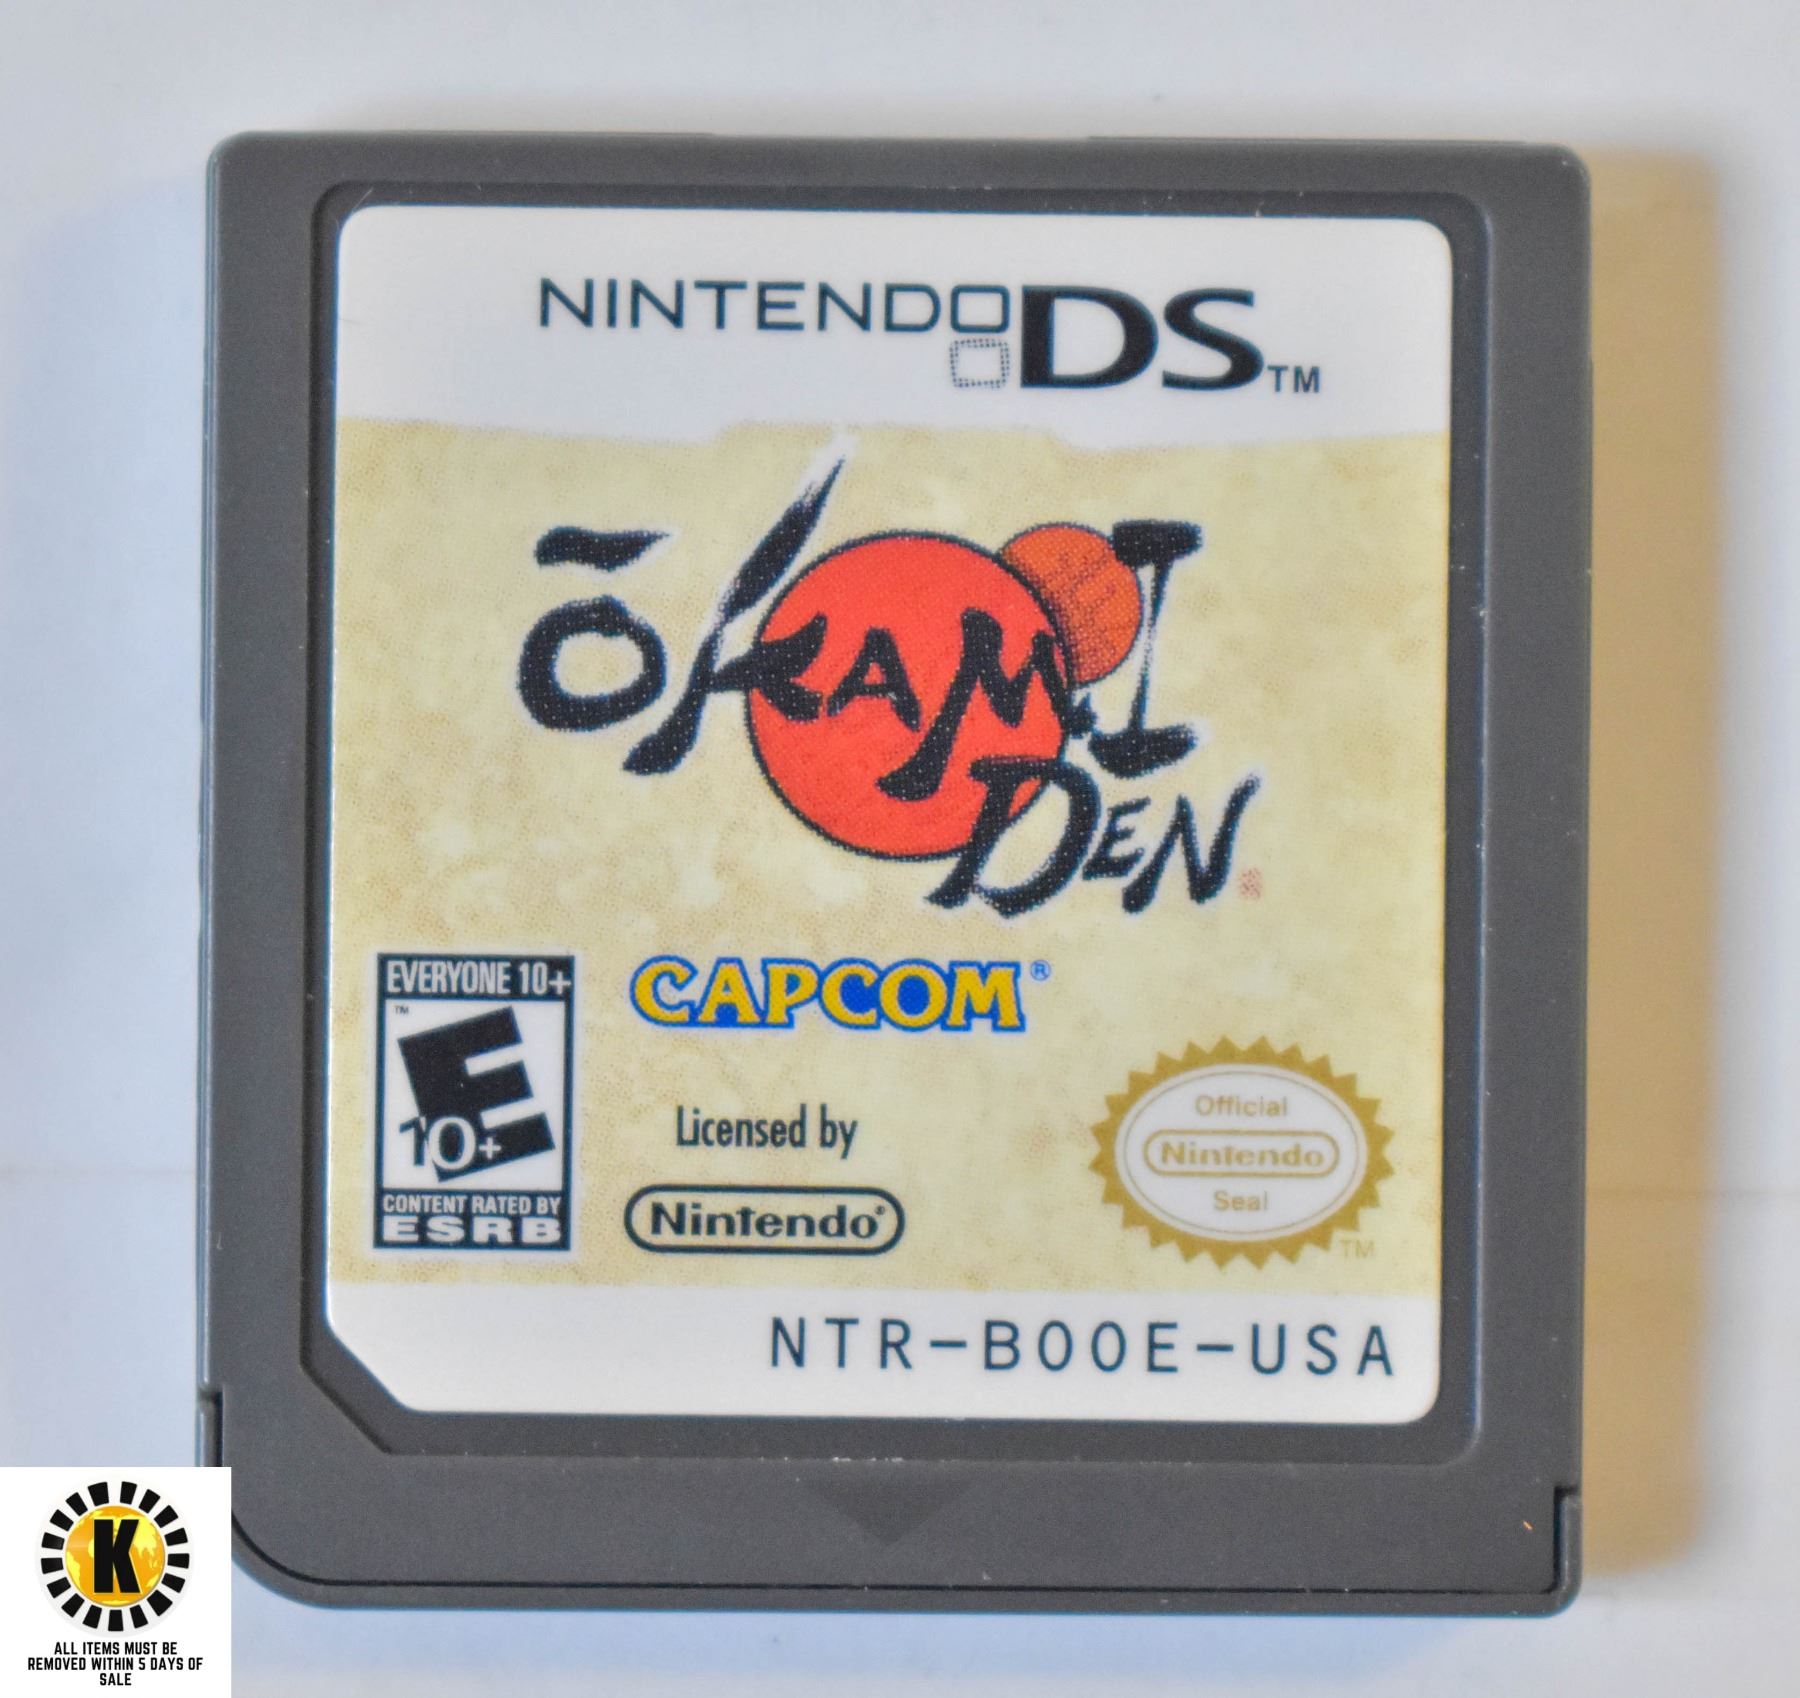 NINTENDO DS™
ŌKAMI
DEN
EVERYONE 10+
™
E
10+
CONTENT RATED BY
ESRB
CAPCOM®
Licensed by
Nintendo®
Official
Nintendo
Seal
TM
NTR-BOOE-USA
K
ALL ITEMS MUST BE
REMOVED WITHIN 5 DAYS OF
SALE